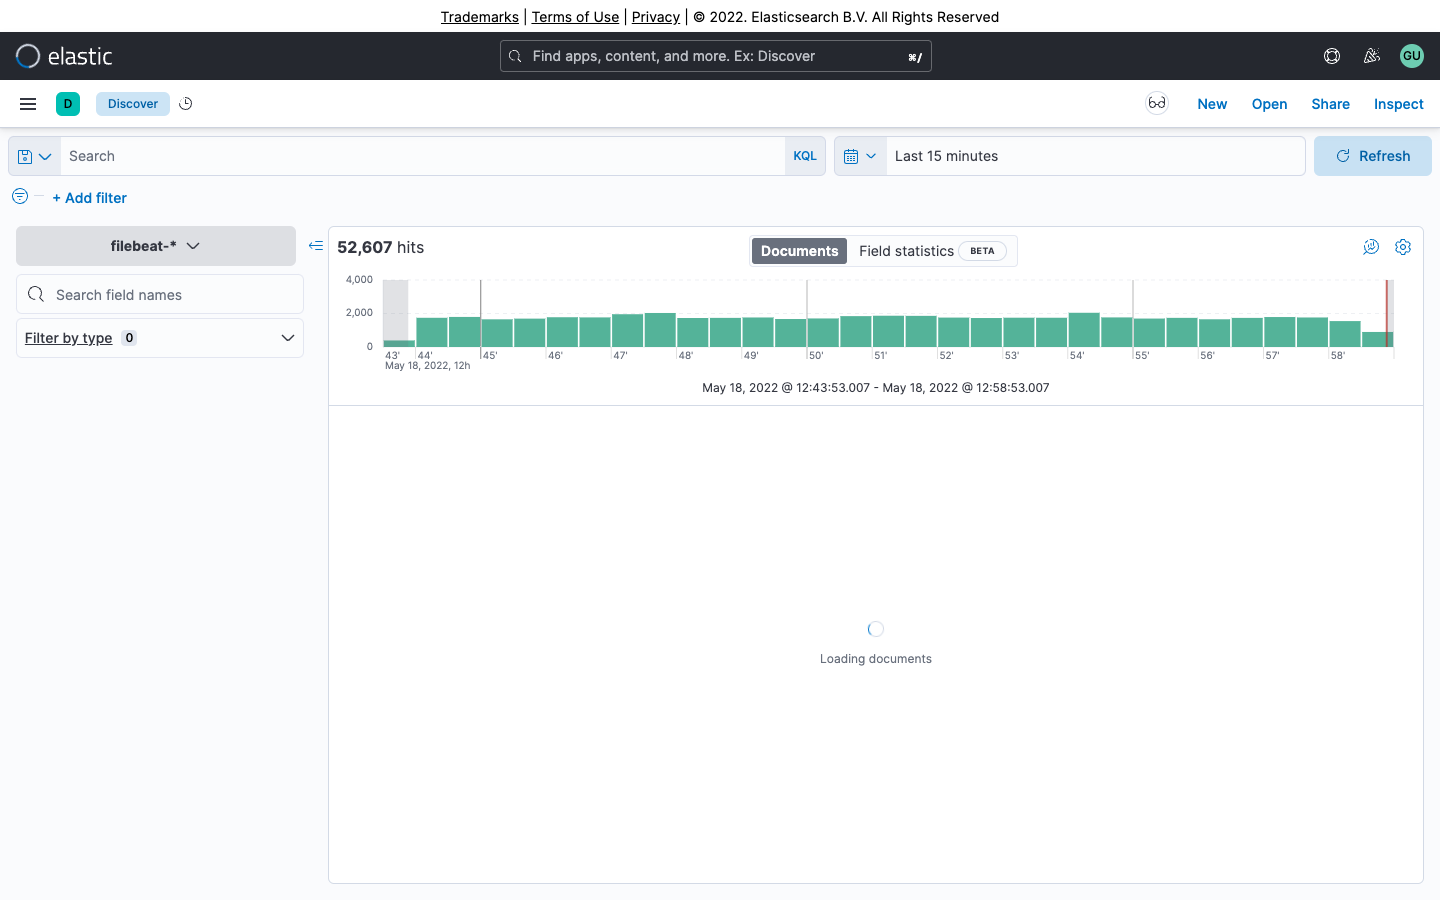 Trademarks | Terms of Use | Privacy | © 2022. Elasticsearch B.V. All Rights Reserved
elastic
Find apps, content, and more. Ex: Discover
⌘/
GU
D
Discover
New
Open
Share
Inspect
Search
KQL
Last 15 minutes
Refresh
+ Add filter
filebeat-*
52,607 hits
Documents
Field statistics
BETA
Search field names
Filter by type 0
4,000
2,000
0
43' 44' 45' 46' 47' 48' 49' 50' 51' 52' 53' 54' 55' 56' 57' 58'
May 18, 2022, 12h
May 18, 2022 @ 12:43:53.007 - May 18, 2022 @ 12:58:53.007
Loading documents